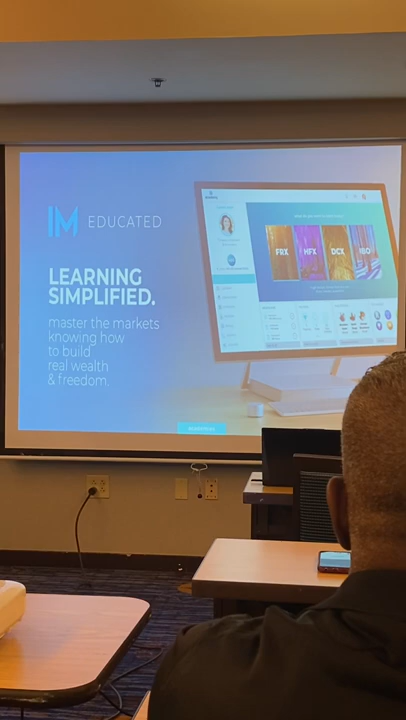 IM EDUCATED
LEARNING
SIMPLIFIED.
master the markets
knowing how
to build
real wealth
& freedom.
FRX HFX DCX IBO